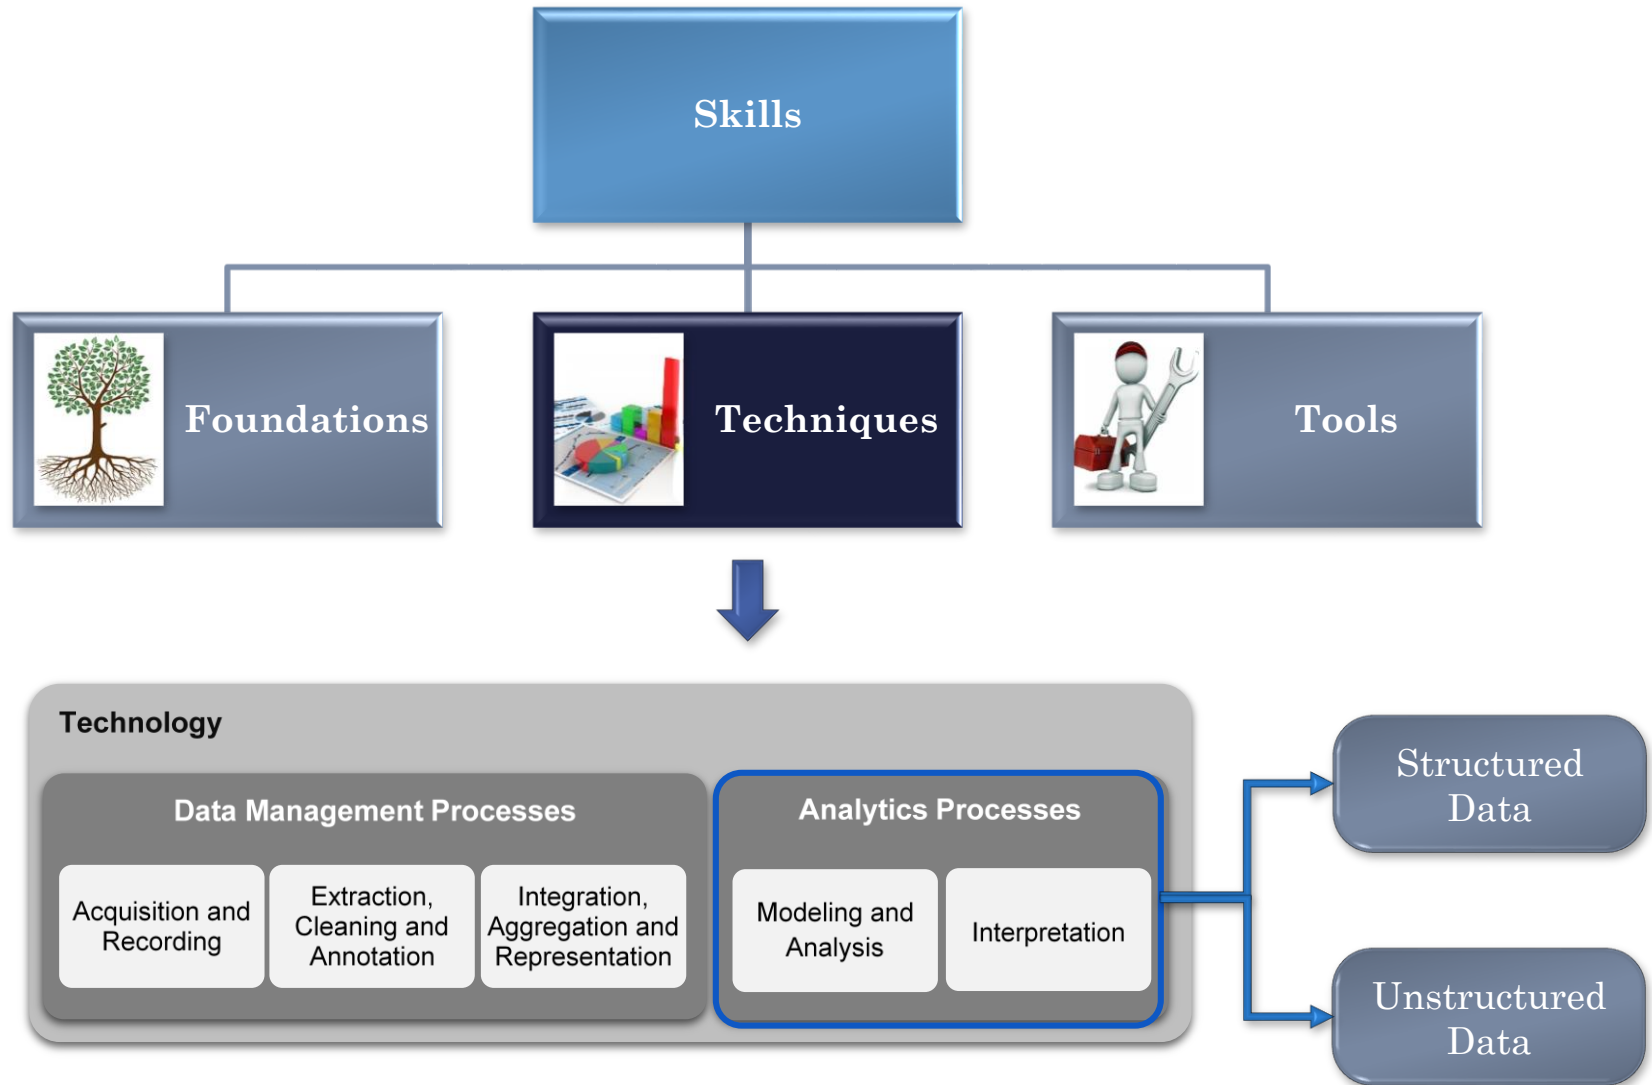 Skills
Foundations
Techniques
Tools
Technology
Data Management Processes
Acquisition and
Recording
Extraction,
Cleaning and
Annotation
Integration,
Aggregation and
Representation
Analytics Processes
Modeling and
Analysis
Interpretation
Structured
Data
Unstructured
Data